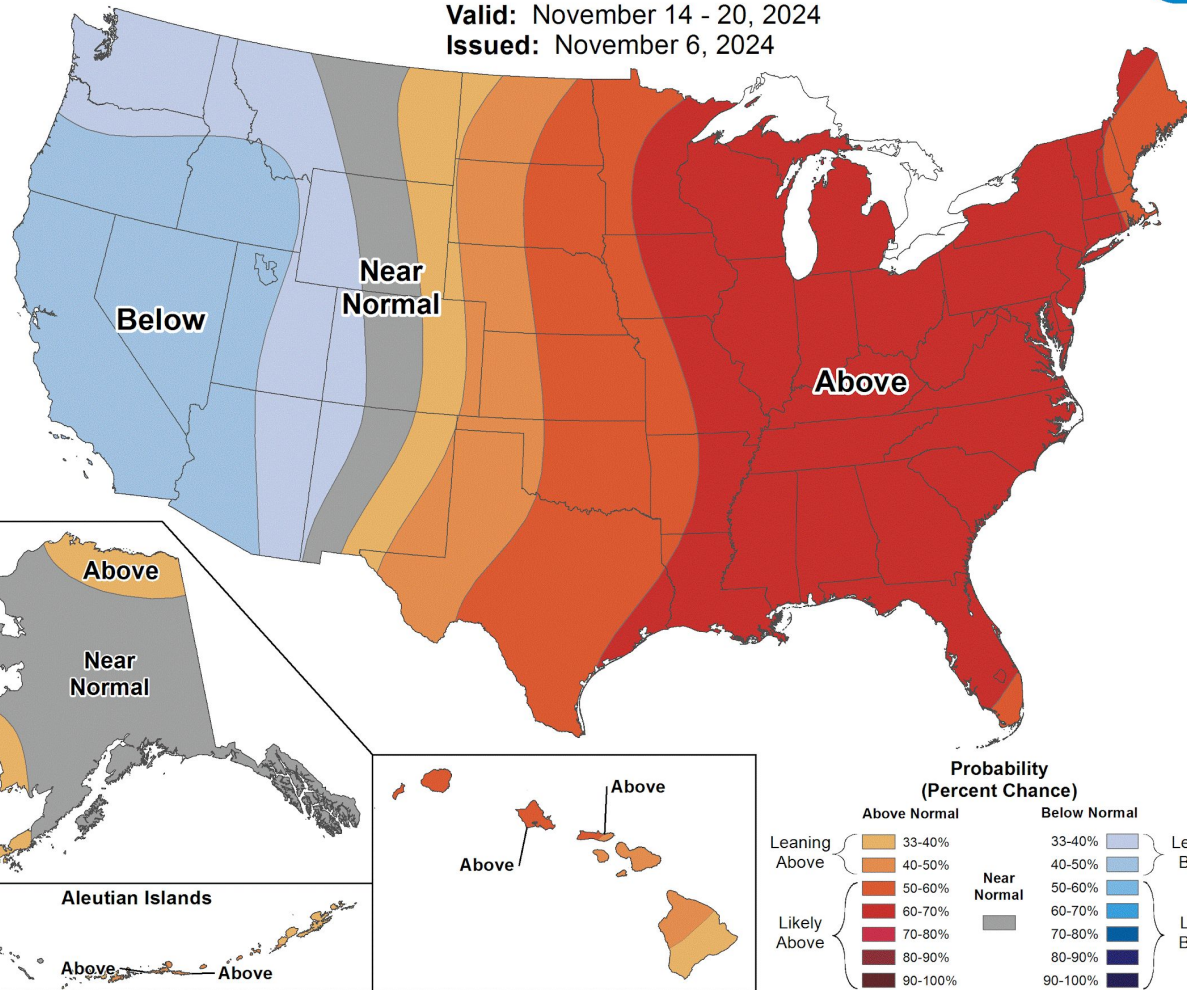 Valid: November 14 - 20, 2024
Issued: November 6, 2024
Near
Normal
Below
Above
Above
Near
Normal
Above
Above
Aleutian Islands
Above
Above
Probability
(Percent Chance)
Above Normal
Below Normal
Leaning
Above
33-40%
40-50%
Likely
Above
50-60%
60-70%
70-80%
80-90%
90-100%
Near
Normal
33-40%
40-50%
50-60%
60-70%
70-80%
80-90%
90-100%